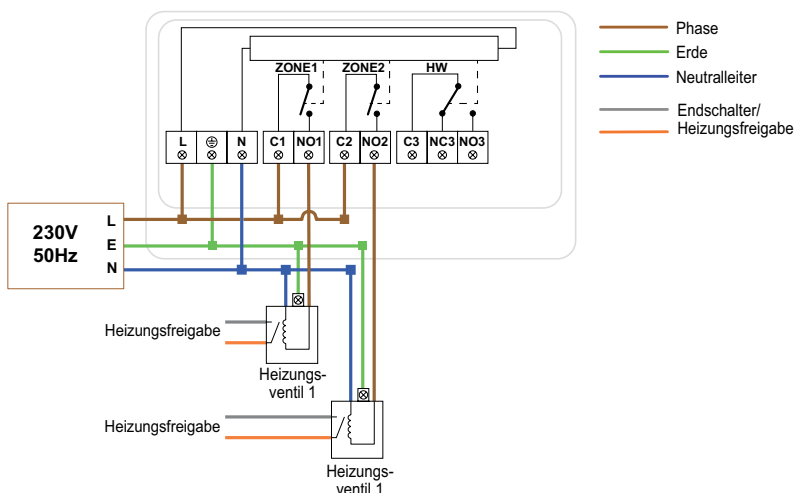 ZONE1 ZONE2 HW
L N C1 NO1 C2 NO2 C3 NC3 NO3
230V
50Hz
L
E
N
Phase
Erde
Neutralleiter
Endschalter/
Heizungsfreigabe
Heizungsfreigabe
Heizungs-
ventil 1
Heizungsfreigabe
Heizungs-
ventil 1